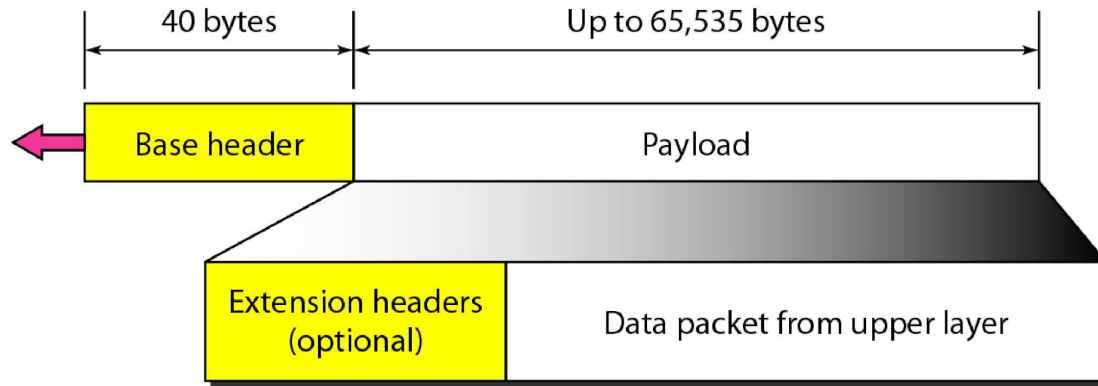 40 bytes
Up to 65,535 bytes
Base header
Payload
Extension headers
(optional)
Data packet from upper layer